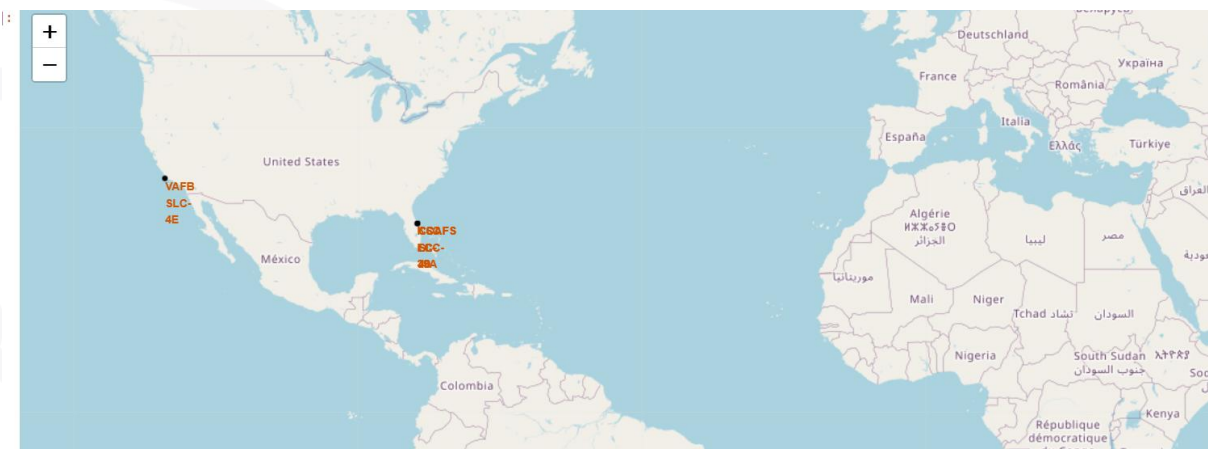 +
−
Deutschland
Україна
France
România
Italia
España
Ελλάς
Türkiye
United States
VAFB
SLC-
4E
العراق
Algérie
ⵍⵣⵣⴰⵢⴻⵔ
الجزائر
ليبيا
مصر
México
موريتانيا
Mali
Niger
Tchad تشاد
السودان
Nigeria
South Sudan
جنوب السودان
Colombia
Kenya
République
démocratique